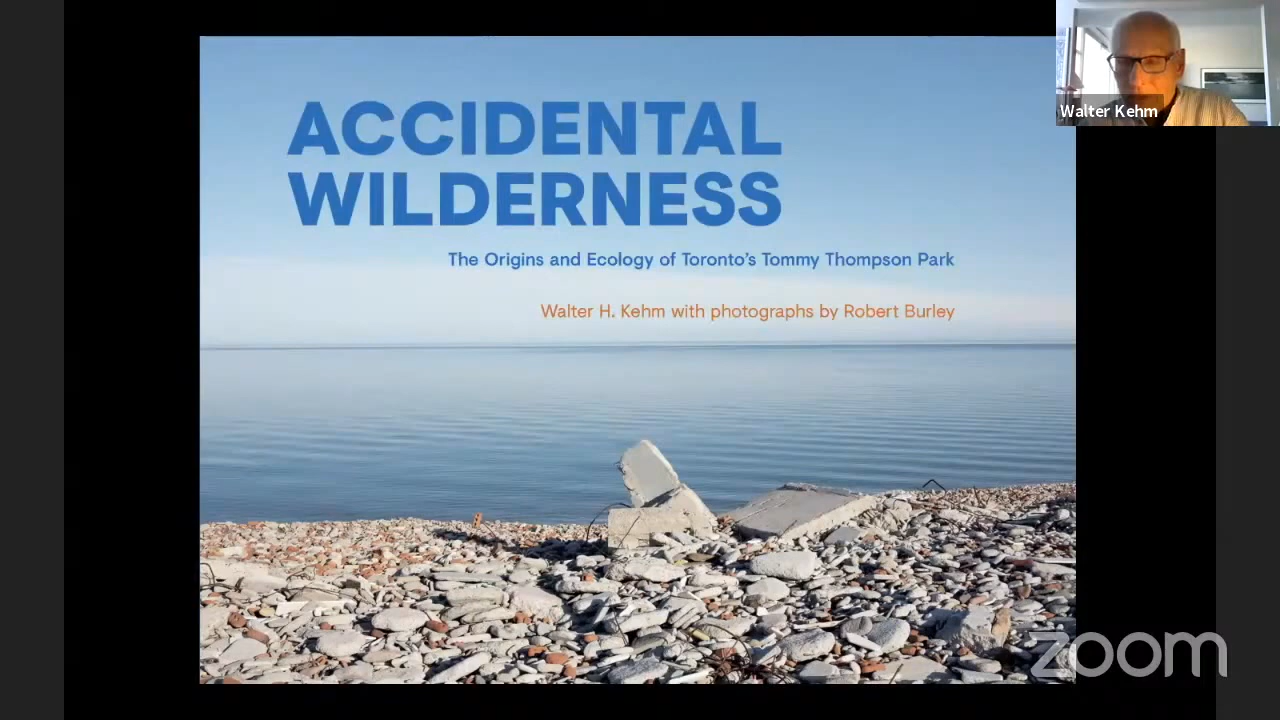 ACCIDENTAL
WILDERNESS
The Origins and Ecology of Toronto's Tommy Thompson Park
Walter H. Kehm with photographs by Robert Burley
Walter Kehm
zoom